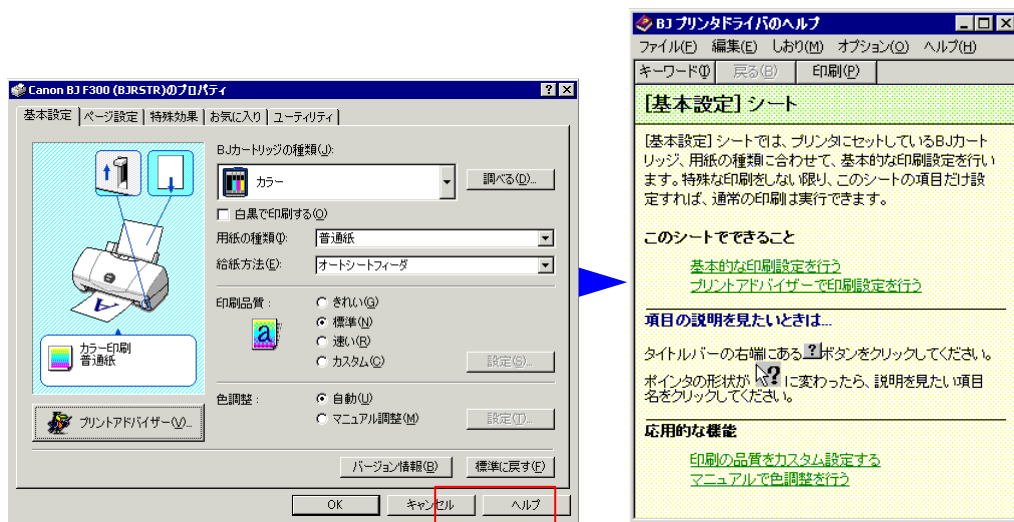 Canon BJ F300 (BJRSTR)のプロパティ
基本設定 ページ設定 特殊効果 お気に入り ユーティリティ
BJカートリッジの種類(J):
カラー
調べる(D)...
白黒で印刷する(O)
用紙の種類(I):
普通紙
給紙方法(E):
オートシートフィーダ
印刷品質 :
きれい(G)
標準(N)
速い(R)
カスタム(C)
設定(S)...
a
A
カラー印刷
普通紙
色調整 :
自動(U)
マニュアル調整(M)
設定(T)...
プリントアドバイザー(V)...
バージョン情報(B)
標準に戻す(F)
OK
キャンセル
ヘルプ
BJ プリンタドライバのヘルプ
ファイル(F) 編集(E) しおり(M) オプション(O) ヘルプ(H)
キーワード(I) 戻る(B) 印刷(P)
[基本設定] シート
[基本設定] シートでは、プリンタにセットしているBJカート
リッジ、用紙の種類に合わせて、基本的な印刷設定を行い
ます。特殊な印刷をしない限り、このシートの項目だけ設
定すれば、通常の印刷は実行できます。
このシートでできること
基本的な印刷設定を行う
プリントアドバイザーで印刷設定を行う
項目の説明を見たいときは...
タイトルバーの右端にある ? ボタンをクリックしてください。
ポインタの形状が ? に変わったら、説明を見たい項目
名をクリックしてください。
応用的な機能
印刷の品質をカスタム設定する
マニュアルで色調整を行う